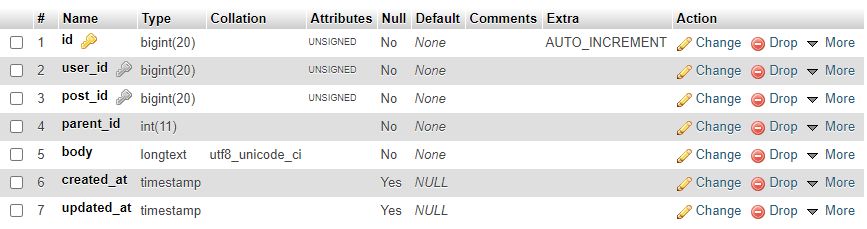 # Name Type Collation Attributes Null Default Comments Extra Action
1 id bigint(20) UNSIGNED No None AUTO_INCREMENT Change Drop More
2 user_id bigint(20) UNSIGNED No None Change Drop More
3 post_id bigint(20) UNSIGNED No None Change Drop More
4 parent_id int(11) No None Change Drop More
5 body longtext utf8_unicode_ci No None Change Drop More
6 created_at timestamp Yes NULL Change Drop More
7 updated_at timestamp Yes NULL Change Drop More